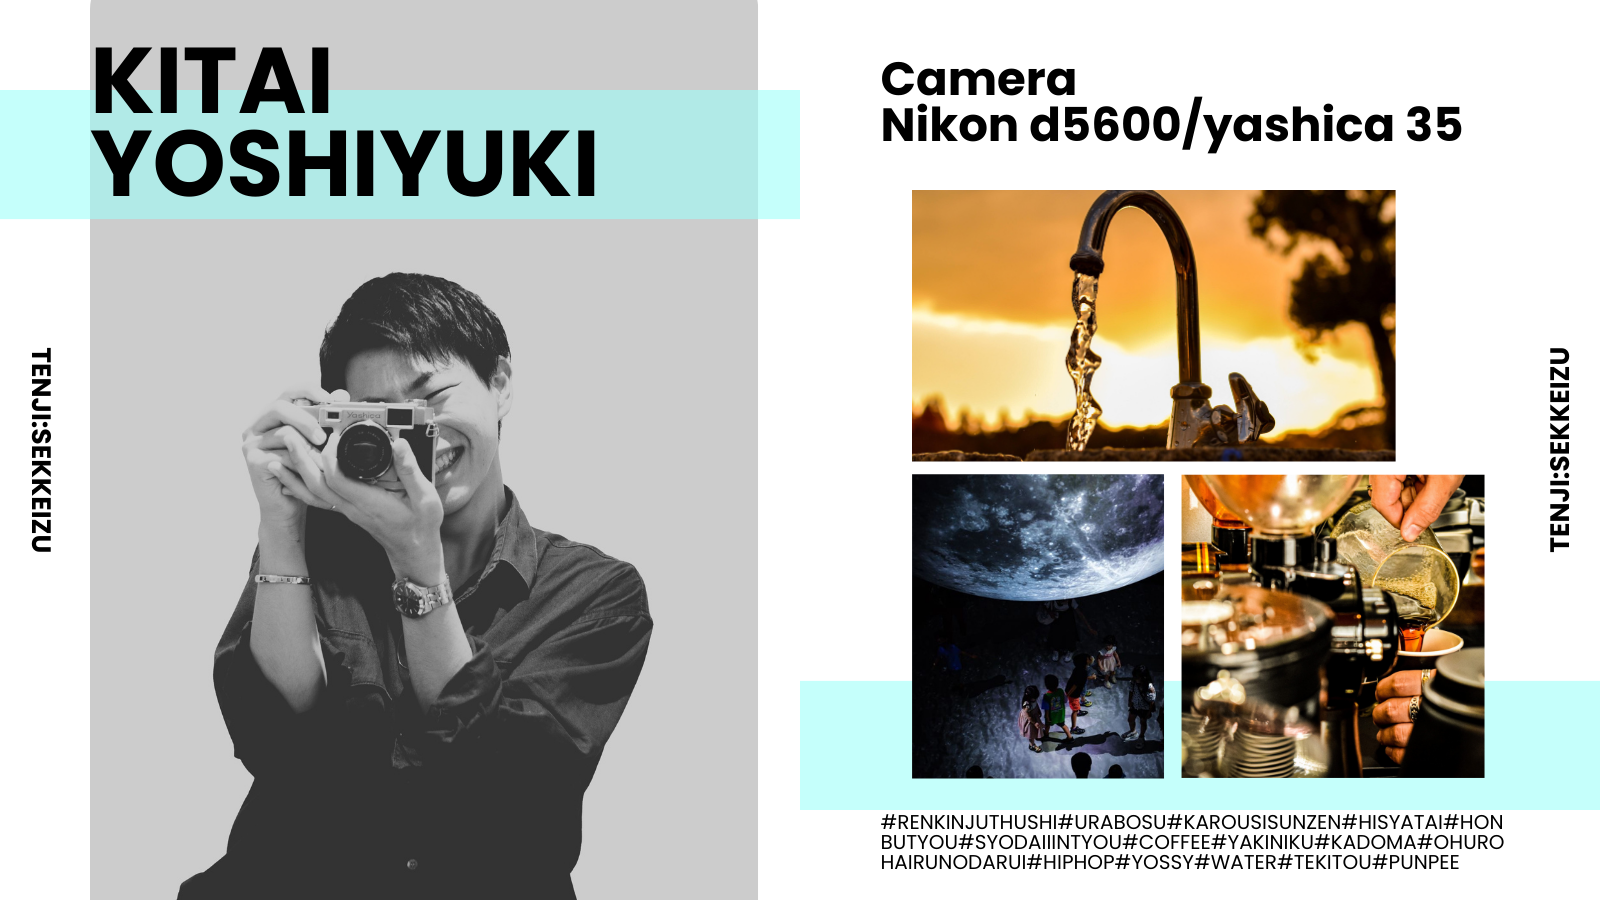 KITAI
YOSHIYUKI
TENJI:SEKKEIZU
Yashica
Camera
Nikon d5600/yashica 35
TENJI:SEKKEIZU
#RENKINJUTHUSHI#URABOSU#KAROUSISUNZEN#HISYATAI#HON
BUTYOU#SYODAIIINTYOU#COFFEE#YAKINIKU#KADOMA#OHURO
HAIRUNODARUI#HIPHOP#YOSSY#WATER#TEKITOU#PUNPEE